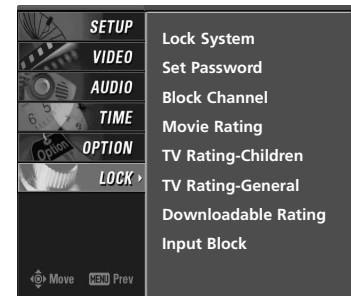 SETUP
VIDEO
AUDIO
TIME
OPTION
LOCK
Lock System
Set Password
Block Channel
Movie Rating
TV Rating-Children
TV Rating-General
Downloadable Rating
Input Block
Move MENU Prev
Option